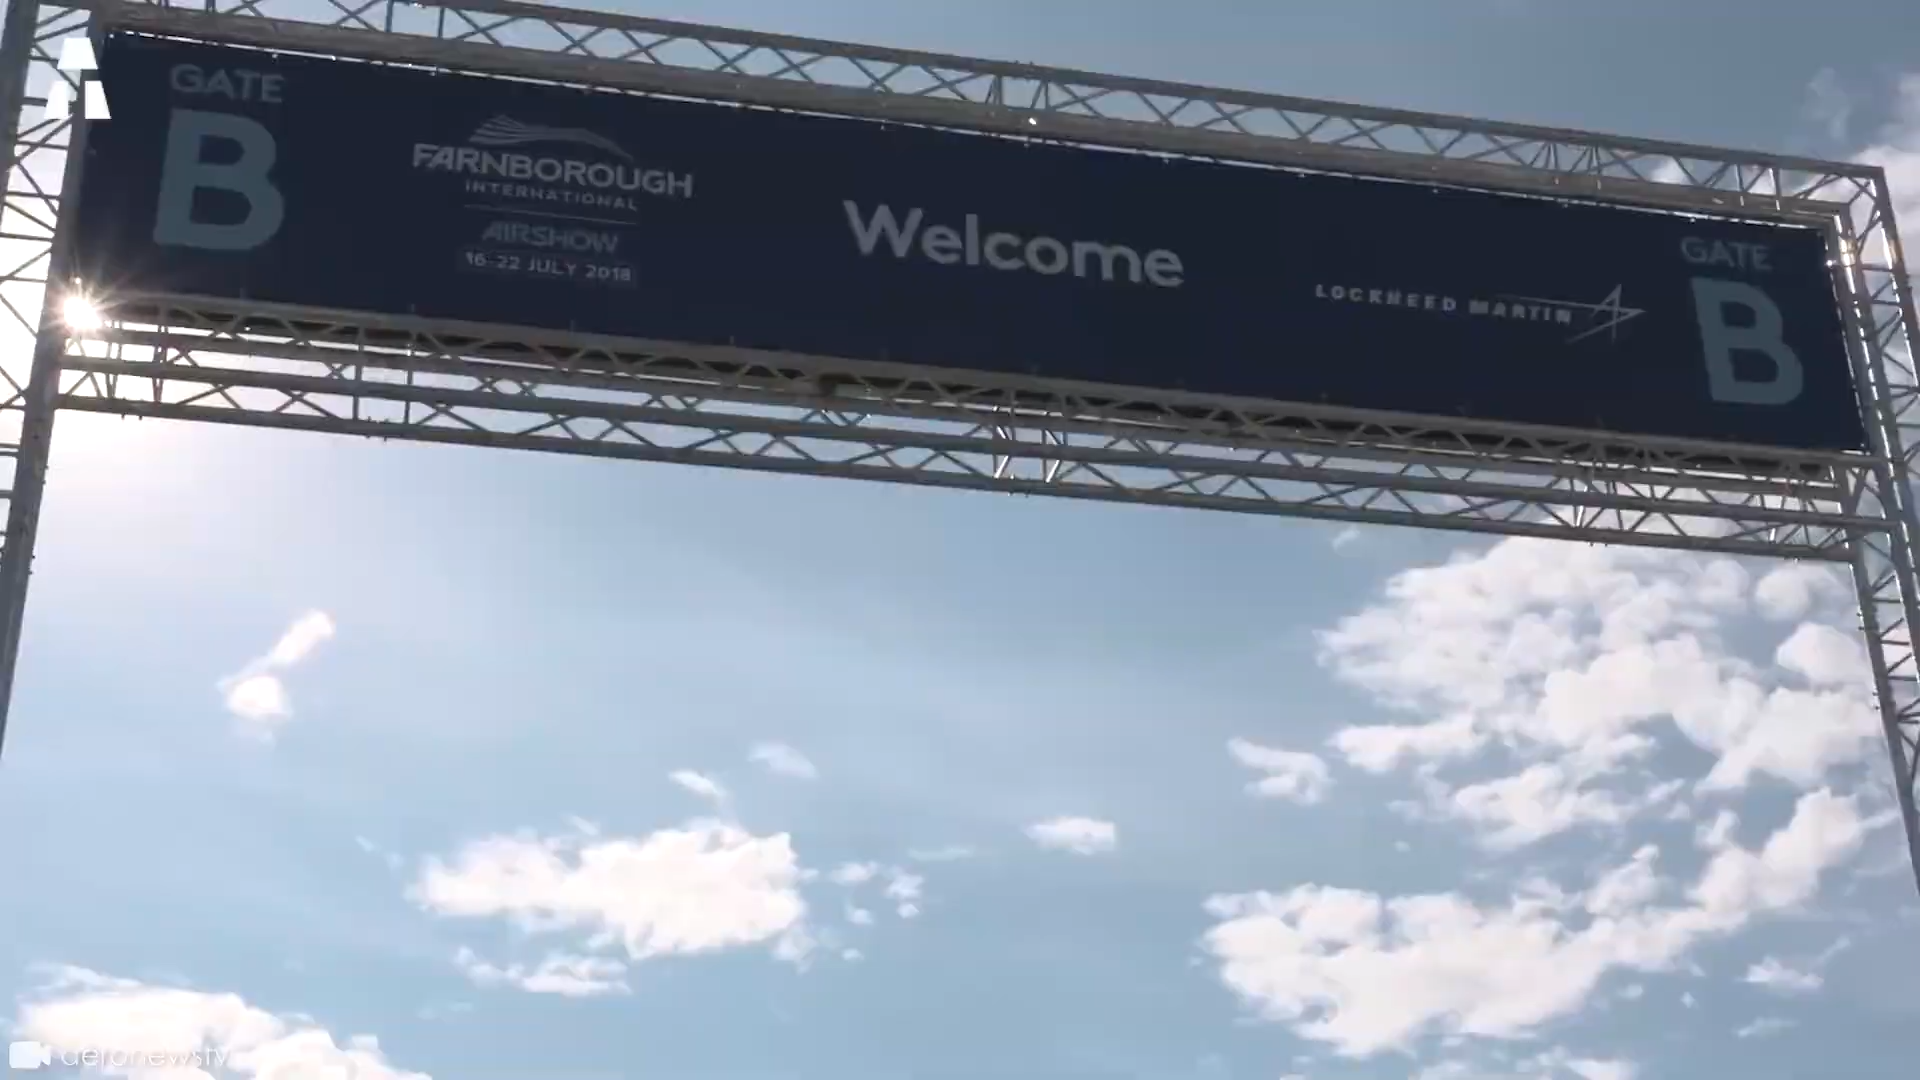 GATE
B
FARNBOROUGH
INTERNATIONAL
AIRSHOW
16-22 JULY 2018
Welcome
LOCKHEED MARTIN
GATE
B
aeronewstv